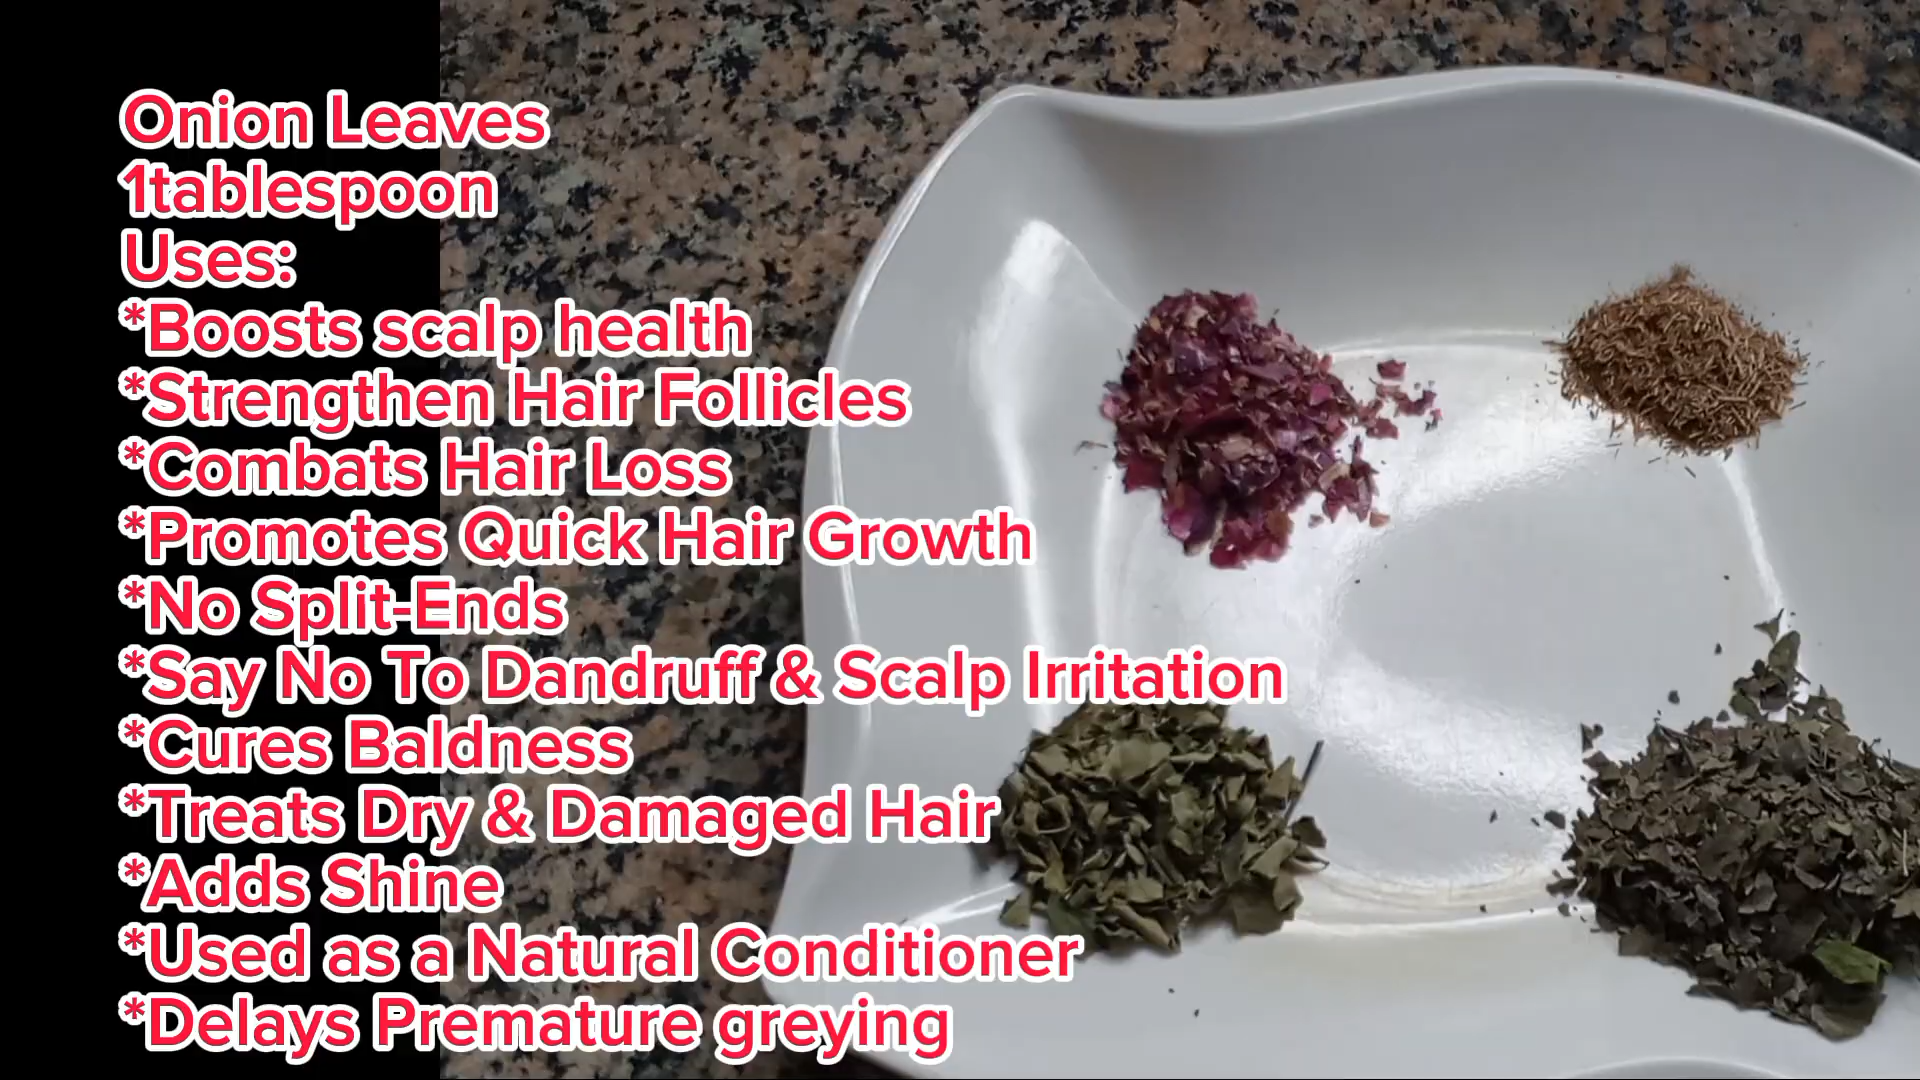 Onion Leaves
1tablespoon
Uses:
*Boosts scalp health
*Strengthen Hair Follicles
*Combats Hair Loss
*Promotes Quick Hair Growth
*No Split-Ends
*Say No To Dandruff & Scalp Irritation
*Cures Baldness
*Treats Dry & Damaged Hair
*Adds Shine
*Used as a Natural Conditioner
*Delays Premature greying